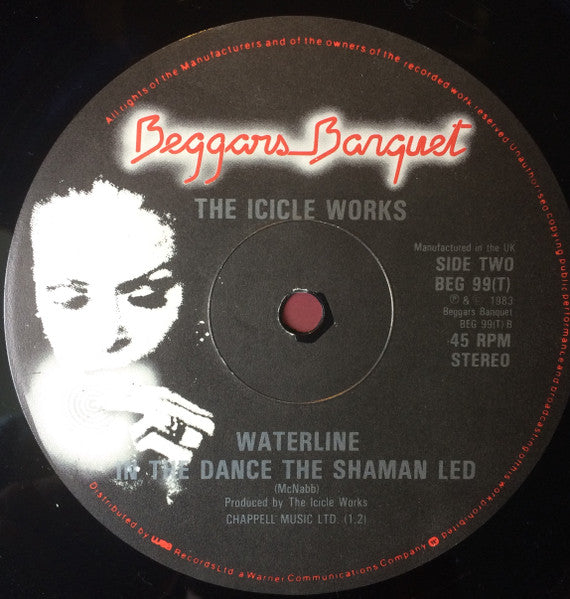 All rights of the Manufacturers and of the owners of the recorded work reserved Unauthorised copying public performance and broadcasting of this work prohibited
Beggars Banquet
THE ICICLE WORKS
Manufactured in the UK
SIDE TWO
BEG 99(T)
℗ & © 1983
Beggars Banquet
BEG 99(T) B
45 RPM
STEREO
WATERLINE
IN THE DANCE THE SHAMAN LED
(McNabb)
Produced by The Icicle Works
CHAPPELL MUSIC LTD. (1.2)
Distributed by wea Records Ltd a Warner Communications Company